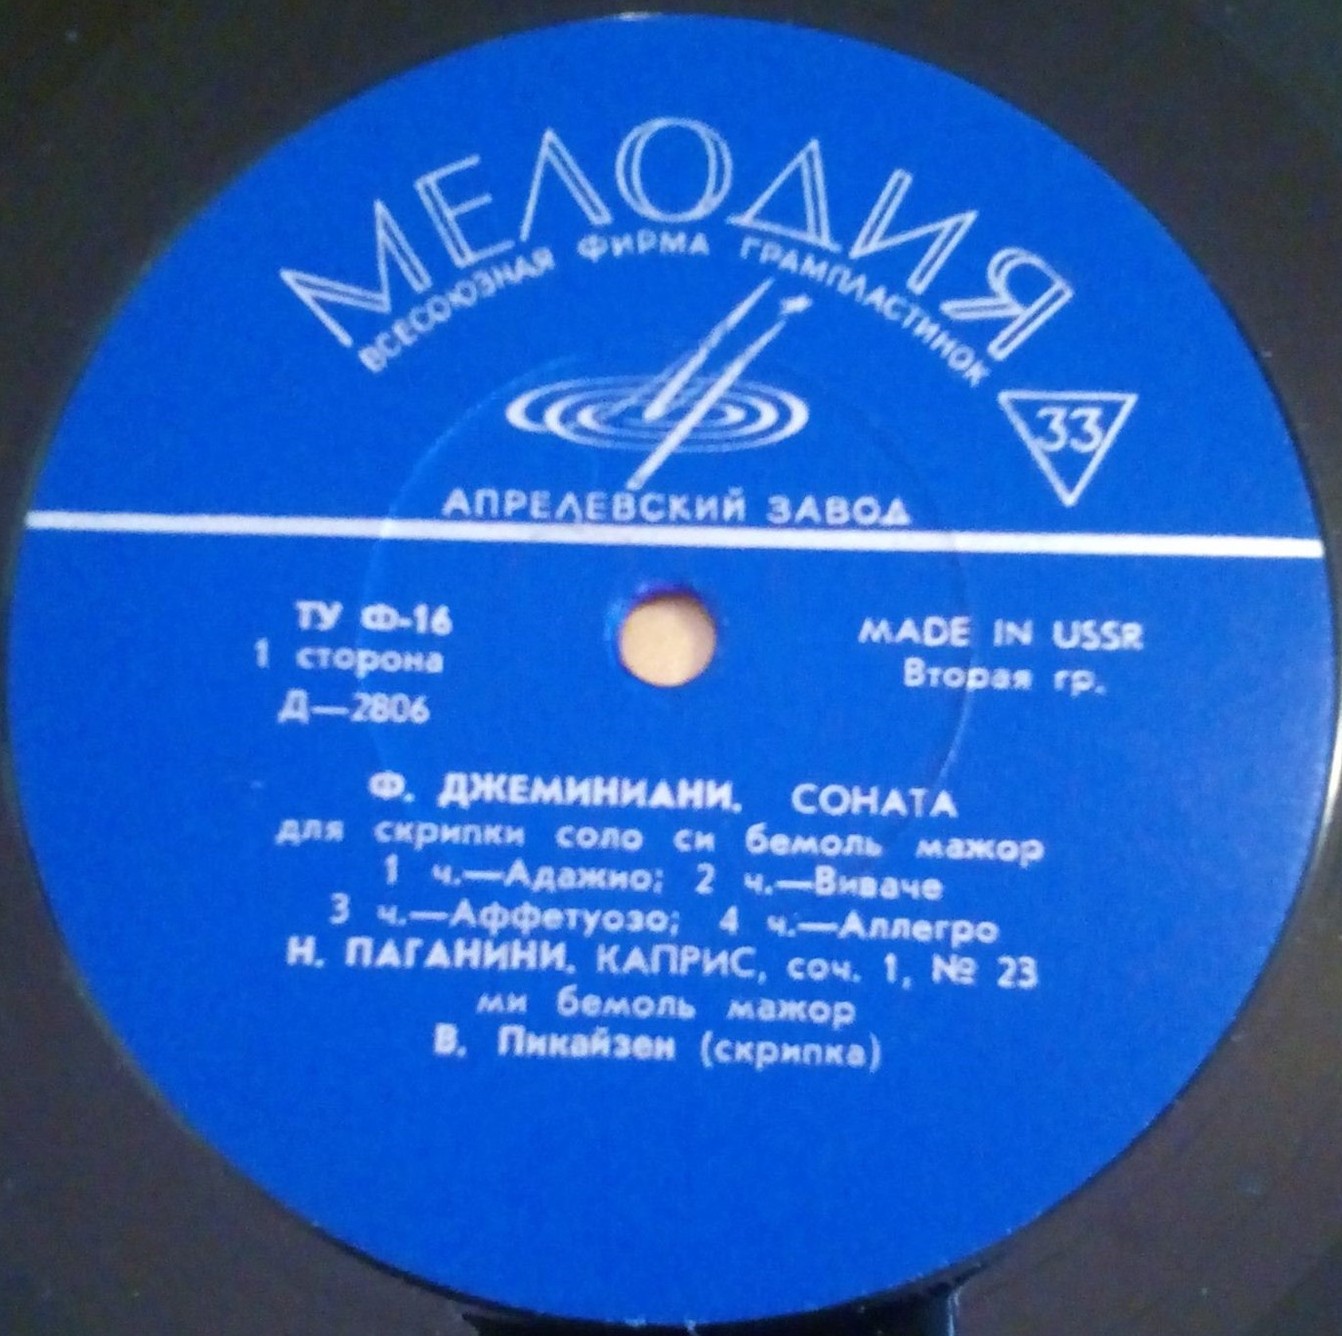 МЕЛОДИЯ
ВСЕСОЮЗНАЯ ФИРМА ГРАМПЛАСТИНОК
33
АПРЕЛЕВСКИЙ ЗАВОД
ТУ Ф-16
1 сторона
Д—2806
MADE IN USSR
Вторая гр.
Ф. ДЖЕМИНИАНИ. СОНАТА
для скрипки соло си бемоль мажор
1 ч.—Адажио; 2 ч.—Виваче
3 ч.—Аффетуозо; 4 ч.—Аллегро
Н. ПАГАНИНИ. КАПРИС, соч. 1, № 23
ми бемоль мажор
В. Пикайзен (скрипка)